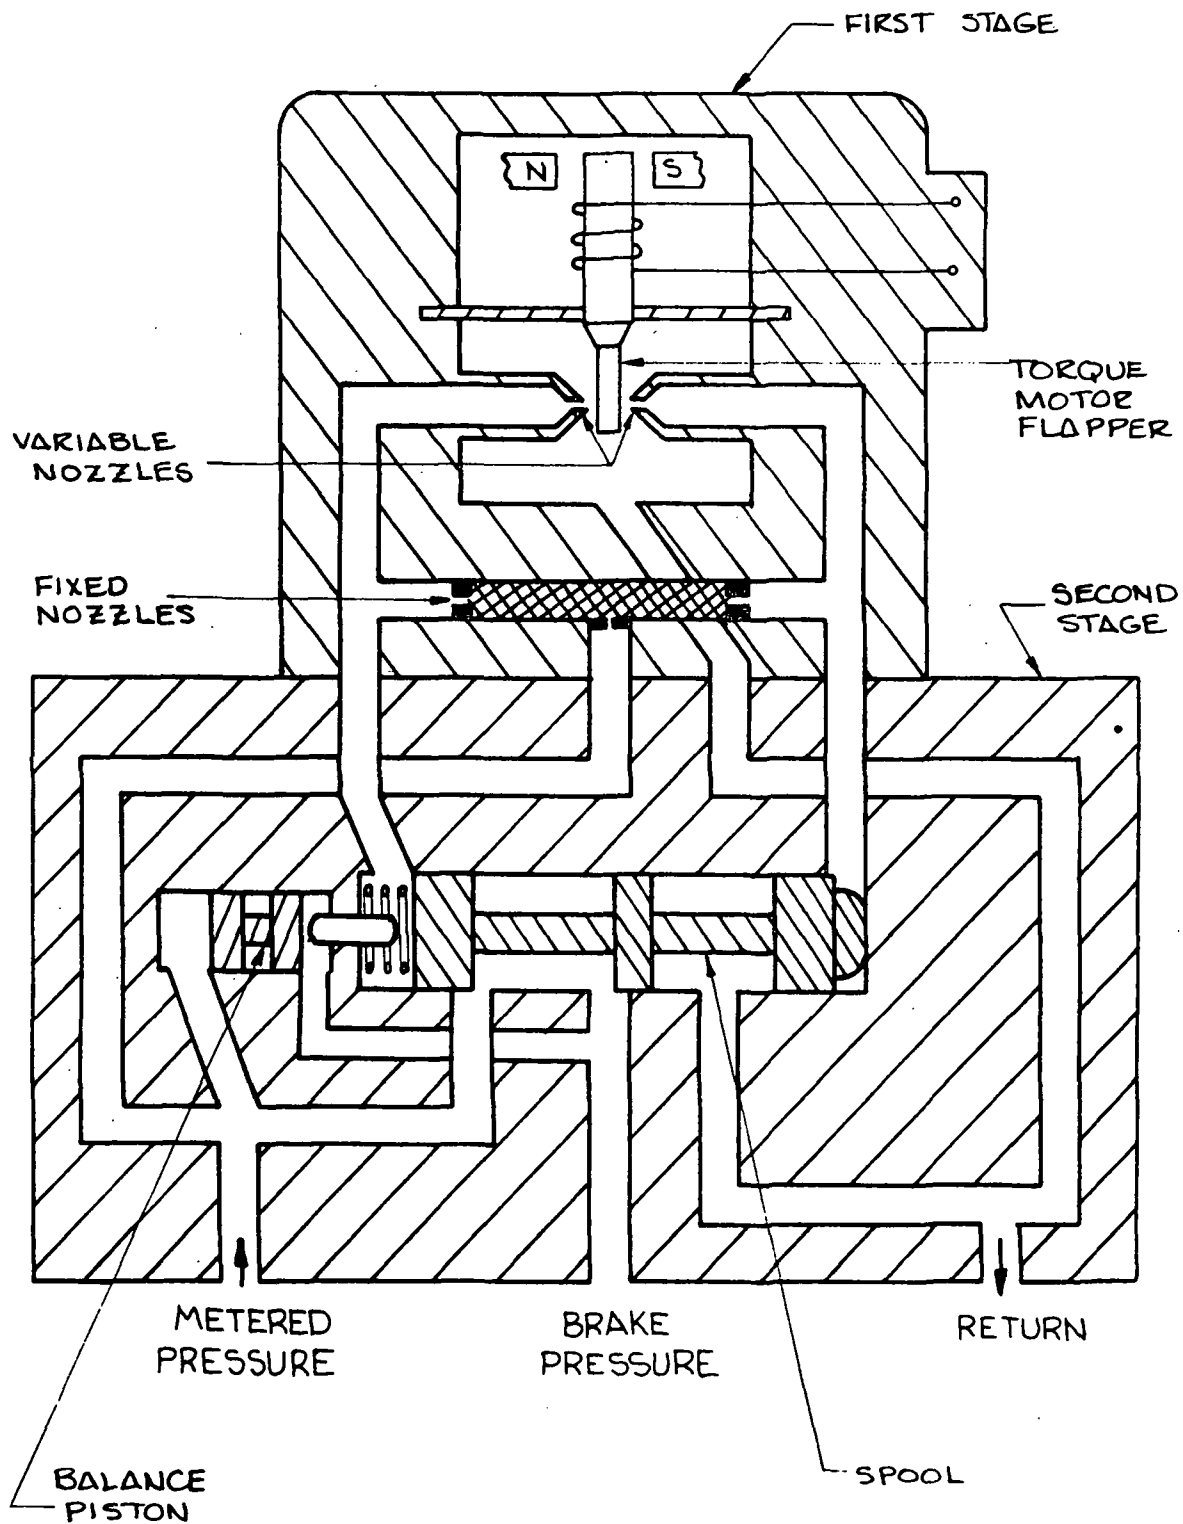 FIRST STAGE
N
S
TORQUE
MOTOR
FLAPPER
VARIABLE
NOZZLES
FIXED
NOZZLES
SECOND
STAGE
METERED
PRESSURE
BRAKE
PRESSURE
RETURN
BALANCE
PISTON
SPOOL